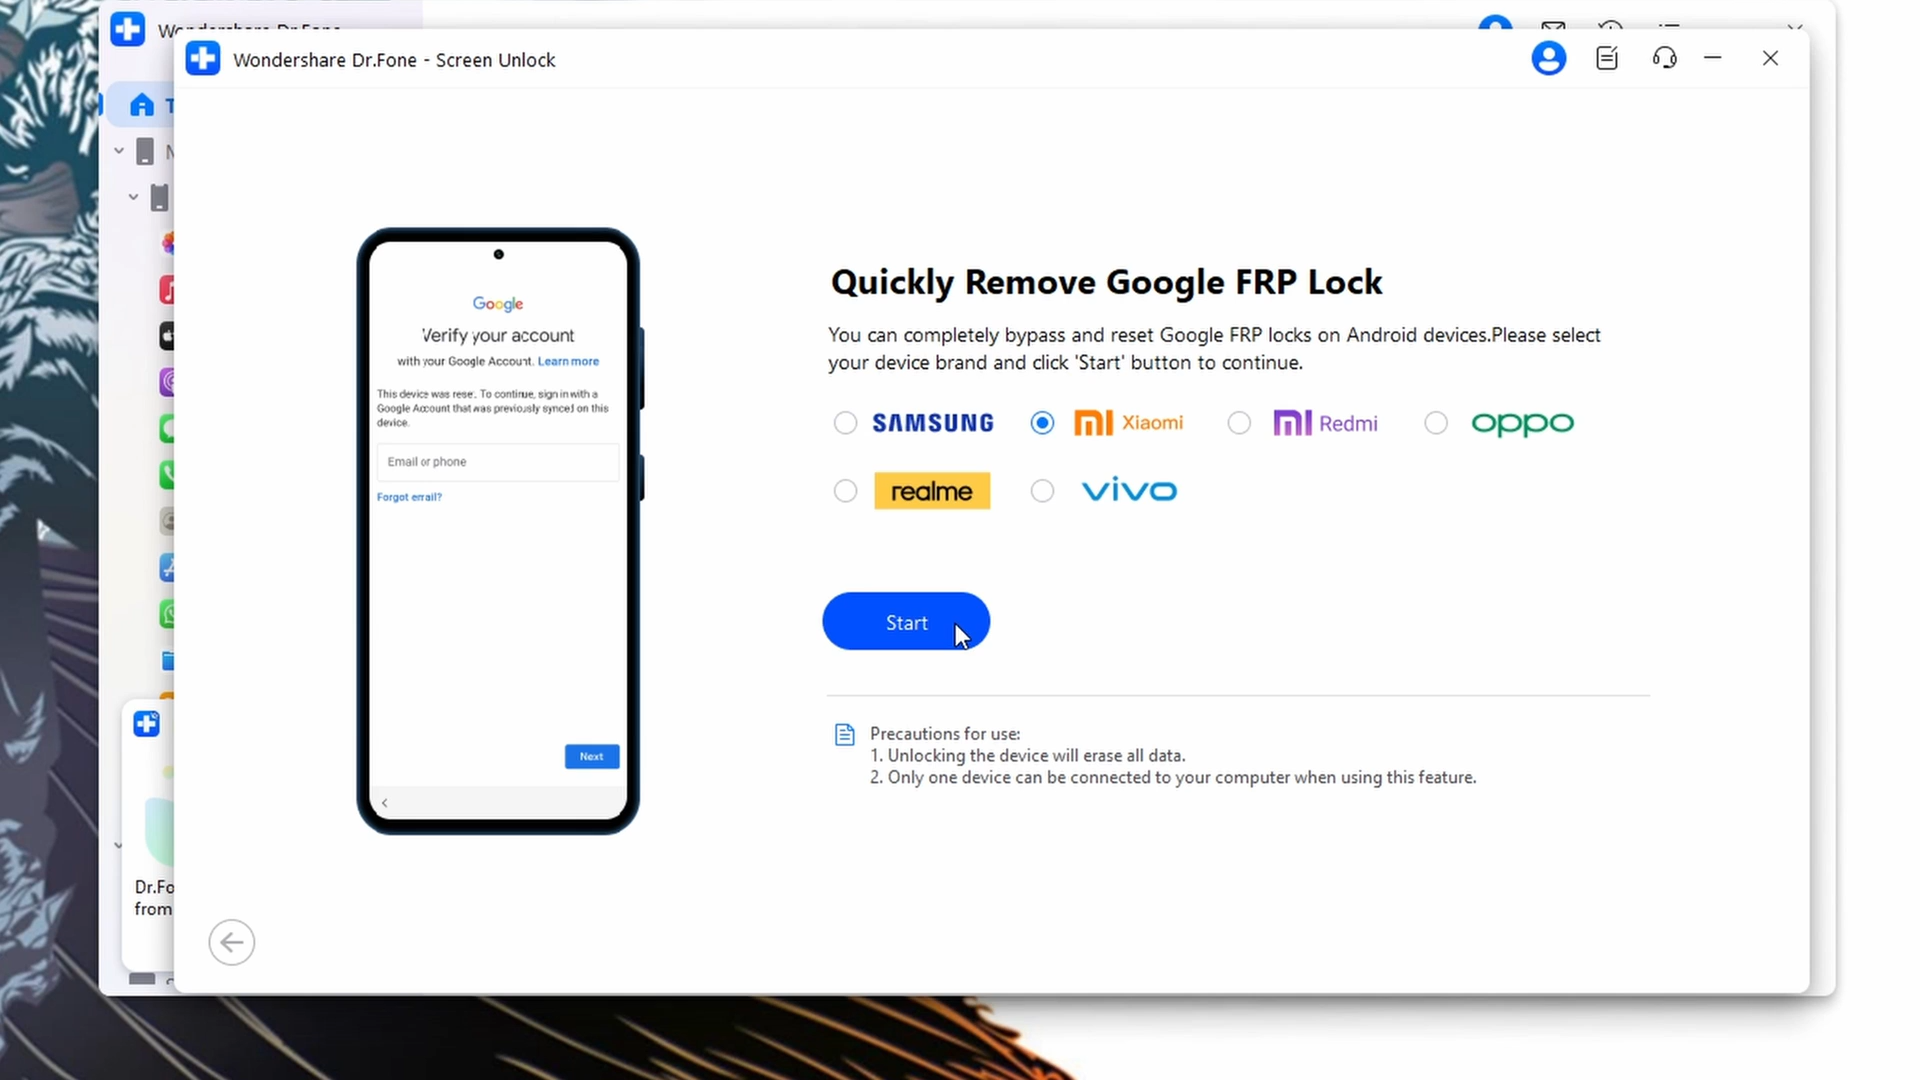 Wondershare Dr.Fone
Wondershare Dr.Fone - Screen Unlock
Google
Verify your account
with your Google Account. Learn more
This device was reset. To continue, sign in with a
Google Account that was previously synced on this
device.
Email or phone
Forgot email?
Next
Quickly Remove Google FRP Lock
You can completely bypass and reset Google FRP locks on Android devices.Please select
your device brand and click 'Start' button to continue.
SAMSUNG
Xiaomi
Redmi
oppo
realme
vivo
Start
Precautions for use:
1. Unlocking the device will erase all data.
2. Only one device can be connected to your computer when using this feature.
Dr.Fo
from